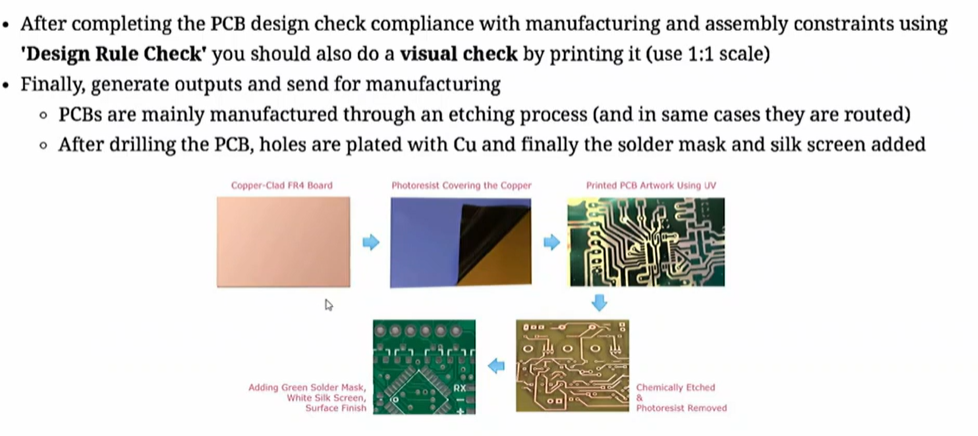 • After completing the PCB design check compliance with manufacturing and assembly constraints using
'Design Rule Check' you should also do a visual check by printing it (use 1:1 scale)
• Finally, generate outputs and send for manufacturing
○ PCBs are mainly manufactured through an etching process (and in same cases they are routed)
○ After drilling the PCB, holes are plated with Cu and finally the solder mask and silk screen added
Copper-Clad FR4 Board
Photoresist Covering the Copper
Printed PCB Artwork Using UV
Adding Green Solder Mask,
White Silk Screen,
Surface Finish
RX
Chemically Etched
&
Photoresist Removed